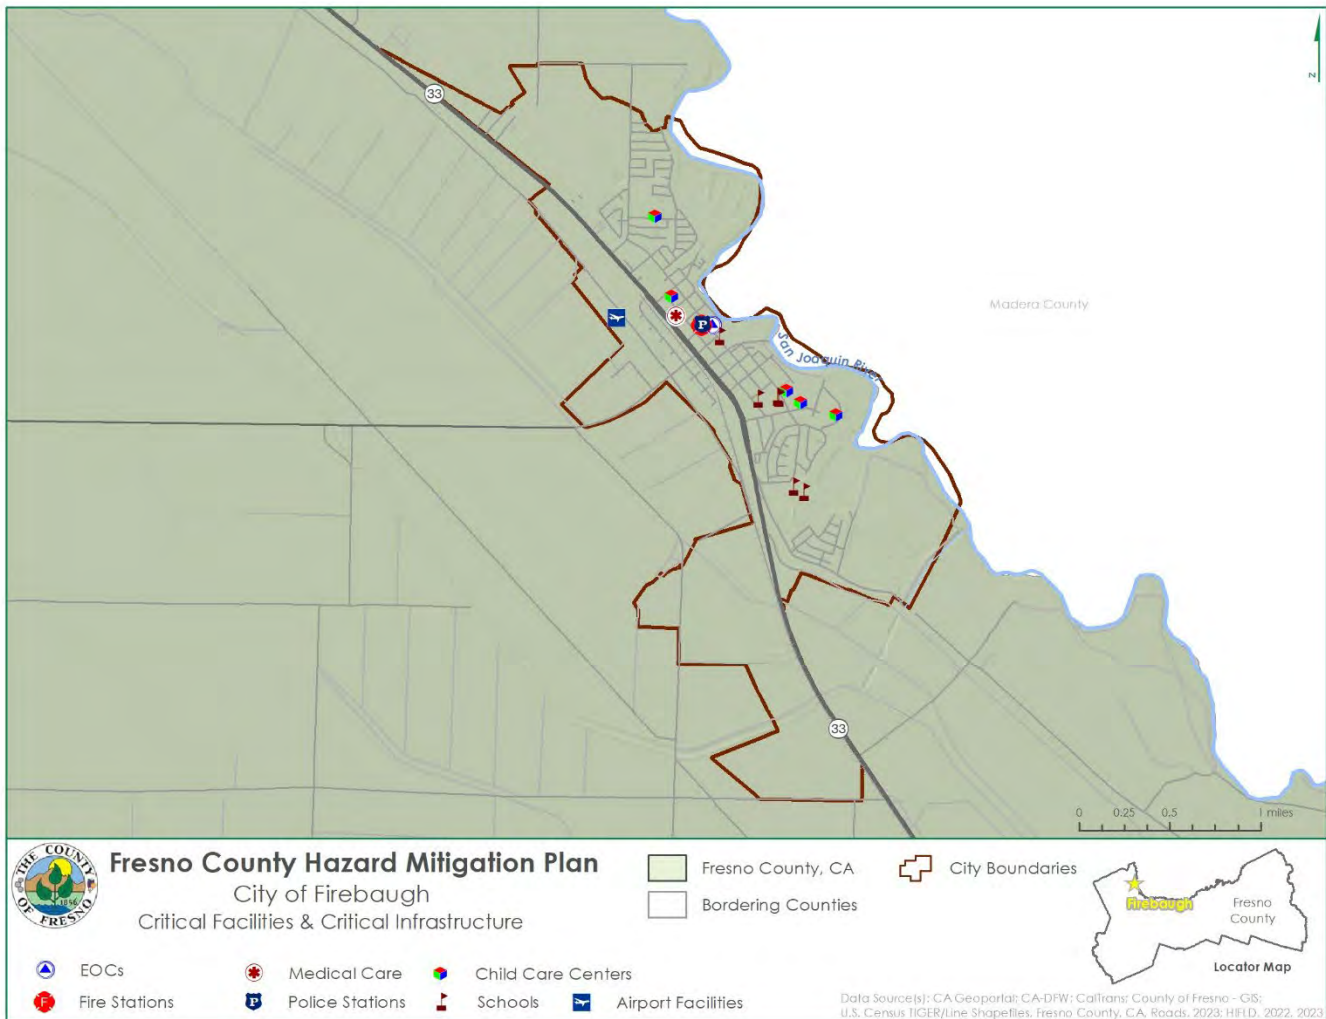 33
N
Madera County
San Joaquin River
33
0 0.25 0.5 1 miles
THE COUNTY OF FRESNO
1856
Fresno County Hazard Mitigation Plan
City of Firebaugh
Critical Facilities & Critical Infrastructure
Fresno County, CA
Bordering Counties
City Boundaries
Firebaugh
Fresno
County
Locator Map
EOCs
Medical Care
Child Care Centers
F Fire Stations
P Police Stations
Schools
Airport Facilities
P
Data Source(s): CA Geoportal; CA-DFW; CalTrans; County of Fresno - GIS;
U.S. Census TIGER/Line Shapefiles, Fresno County, CA, Roads, 2023; HIFLD, 2022, 2023